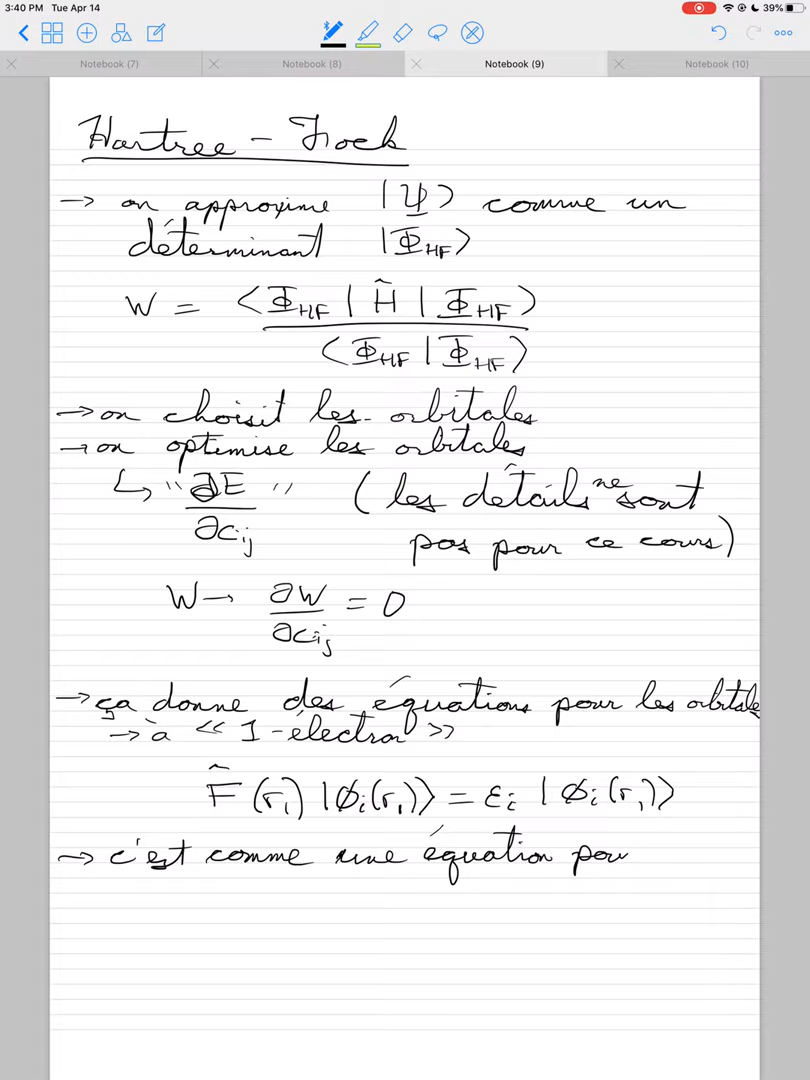 3:40 PM Tue Apr 14
39%
Notebook (7)
Notebook (8)
Notebook (9)
Notebook (10)
Hartree - Fock
→ on approxime |Ψ⟩ comme un
déterminant |Φ_HF⟩
W = ⟨Φ_HF | Ĥ | Φ_HF⟩
⟨Φ_HF | Φ_HF⟩
→ on choisit les orbitales
→ on optimise les orbitales
↳ "∂E/∂c_ij" (les détails ne sont
pas pour ce cours)
W → ∂W/∂c_ij = 0
→ ça donne des équations pour les orbitales
→ à << 1-électron >>
F̂(r₁) |ϕ_i(r₁)⟩ = ε_i |ϕ_i(r₁)⟩
→ c'est comme une équation pou